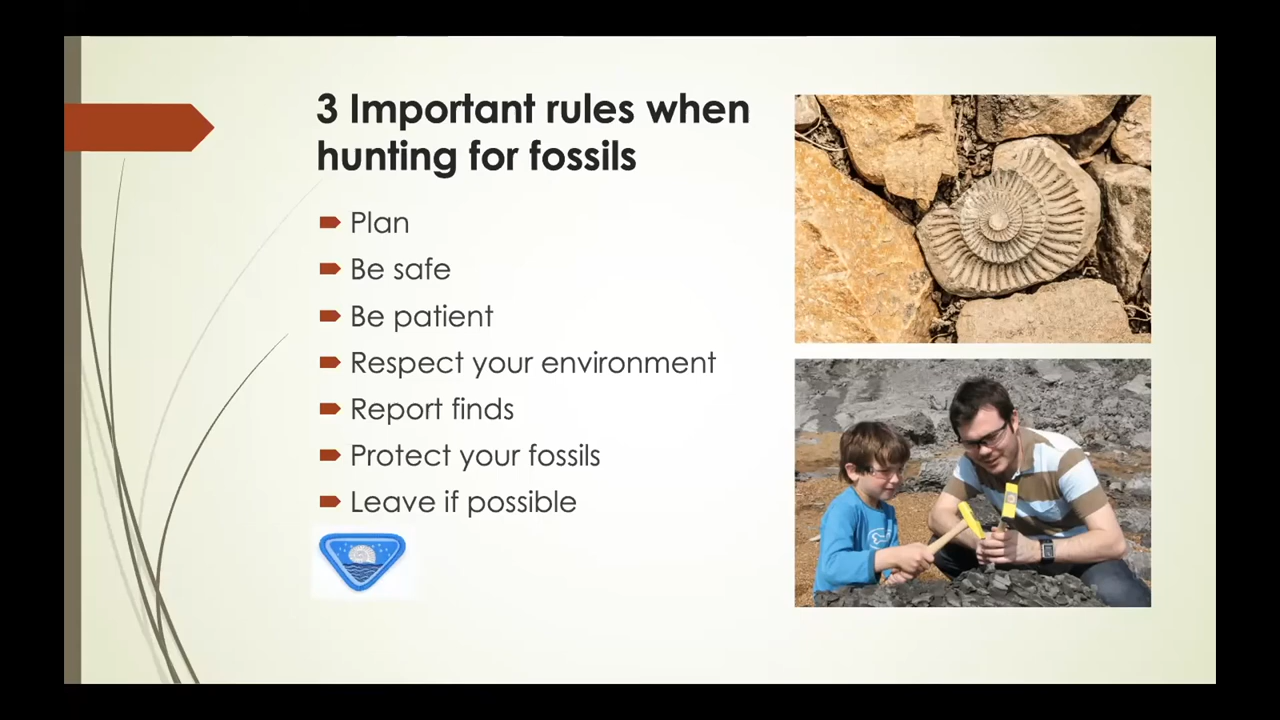 3 Important rules when
hunting for fossils
Plan
Be safe
Be patient
Respect your environment
Report finds
Protect your fossils
Leave if possible